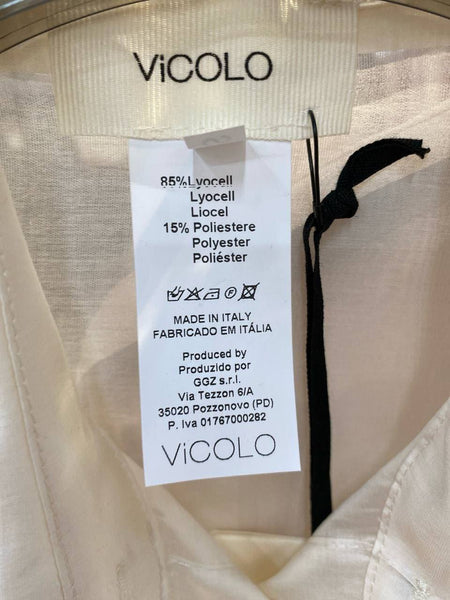 ViCOLO
85%Lyocell
Lyocell
Liocel
15% Poliestere
Polyester
Poliéster
MADE IN ITALY
FABRICADO EM ITÁLIA
Produced by
Produzido por
GGZ s.r.l.
Via Tezzon 6/A
35020 Pozzonovo (PD)
P. Iva 01767000282
ViCOLO